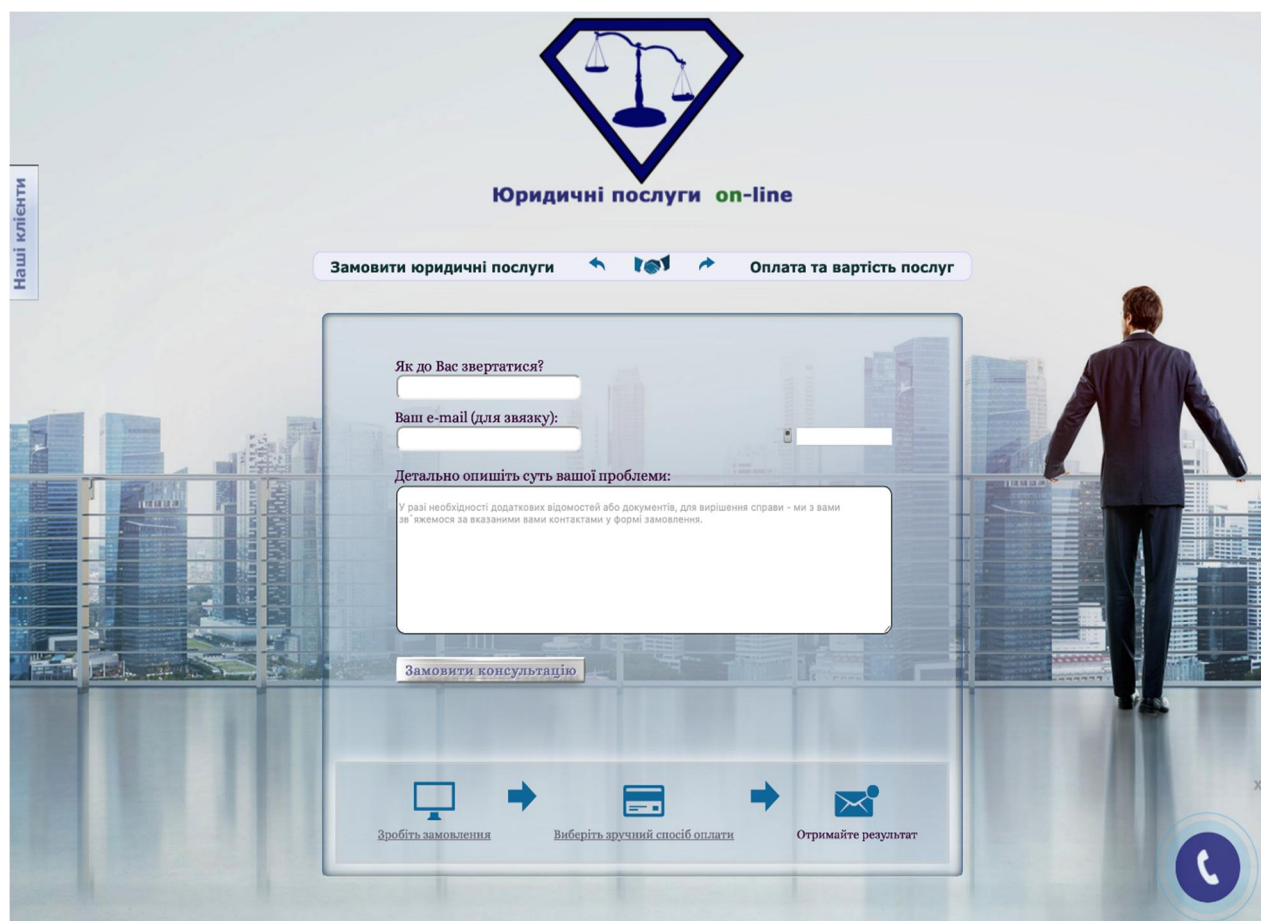 Юридичні послуги on-line
Наші клієнти
Замовити юридичні послуги
Оплата та вартість послуг
Як до Вас звертатися?
Ваш e-mail (для звязку):
Детально опишіть суть вашої проблеми:
У разі необхідності додаткових відомостей або документів, для вирішення справи - ми з вами
зв`яжемося за вказаними вами контактами у формі замовлення.
Замовити консультацію
Зробіть замовлення
Виберіть зручний спосіб оплати
Отримайте результат
x